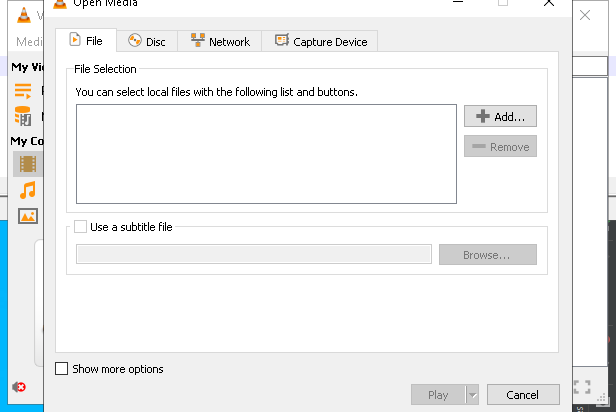 Open Media
Medi
File
Disc
Network
Capture Device
My Vi
File Selection
You can select local files with the following list and buttons.
Add...
Remove
My Co
Use a subtitle file
Browse...
Show more options
Play
Cancel